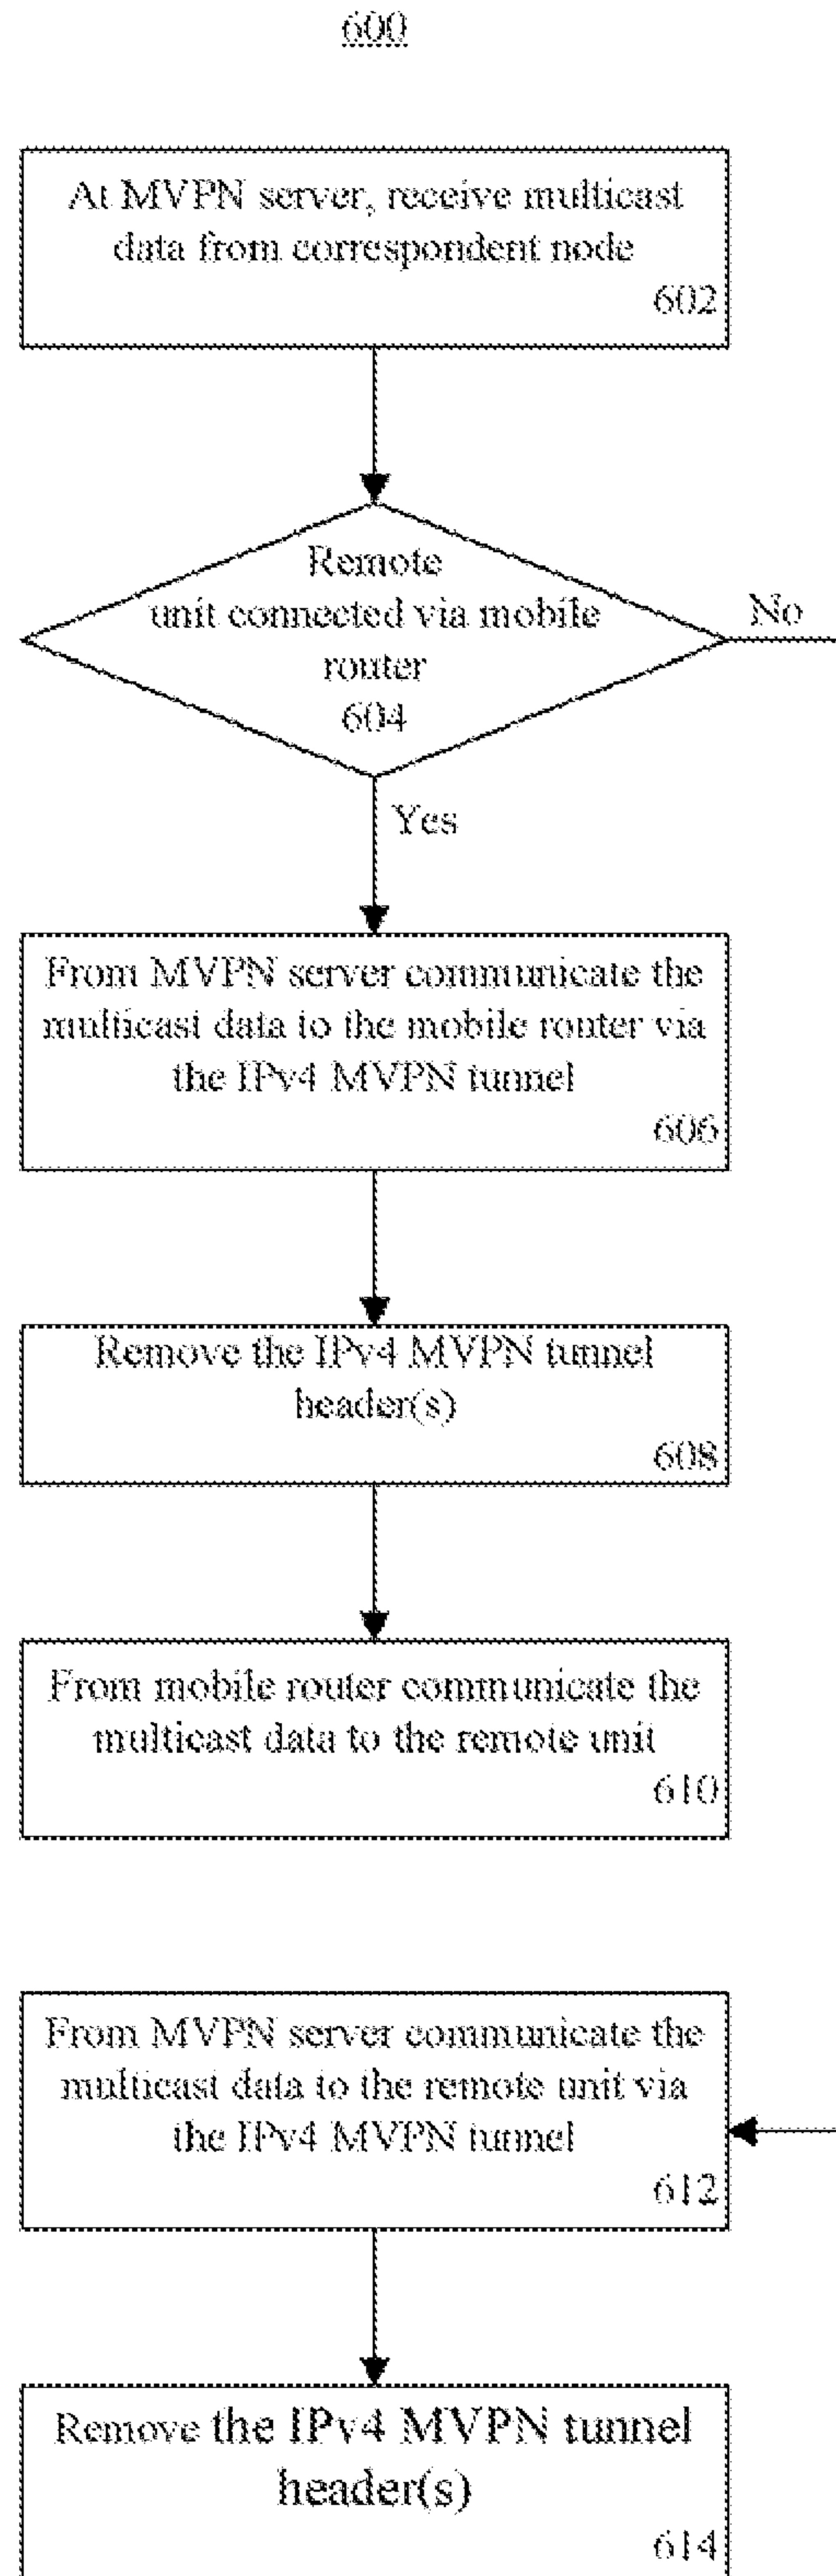 600
At MVPN server, receive multicast
data from correspondent node
602
Remote
unit connected via mobile
router
604
No
Yes
From MVPN server communicate the
multicast data to the mobile router via
the IPv4 MVPN tunnel
606
Remove the IPv4 MVPN tunnel
header(s)
608
From mobile router communicate the
multicast data to the remote unit
610
From MVPN server communicate the
multicast data to the remote unit via
the IPv4 MVPN tunnel
612
Remove the IPv4 MVPN tunnel
header(s)
614